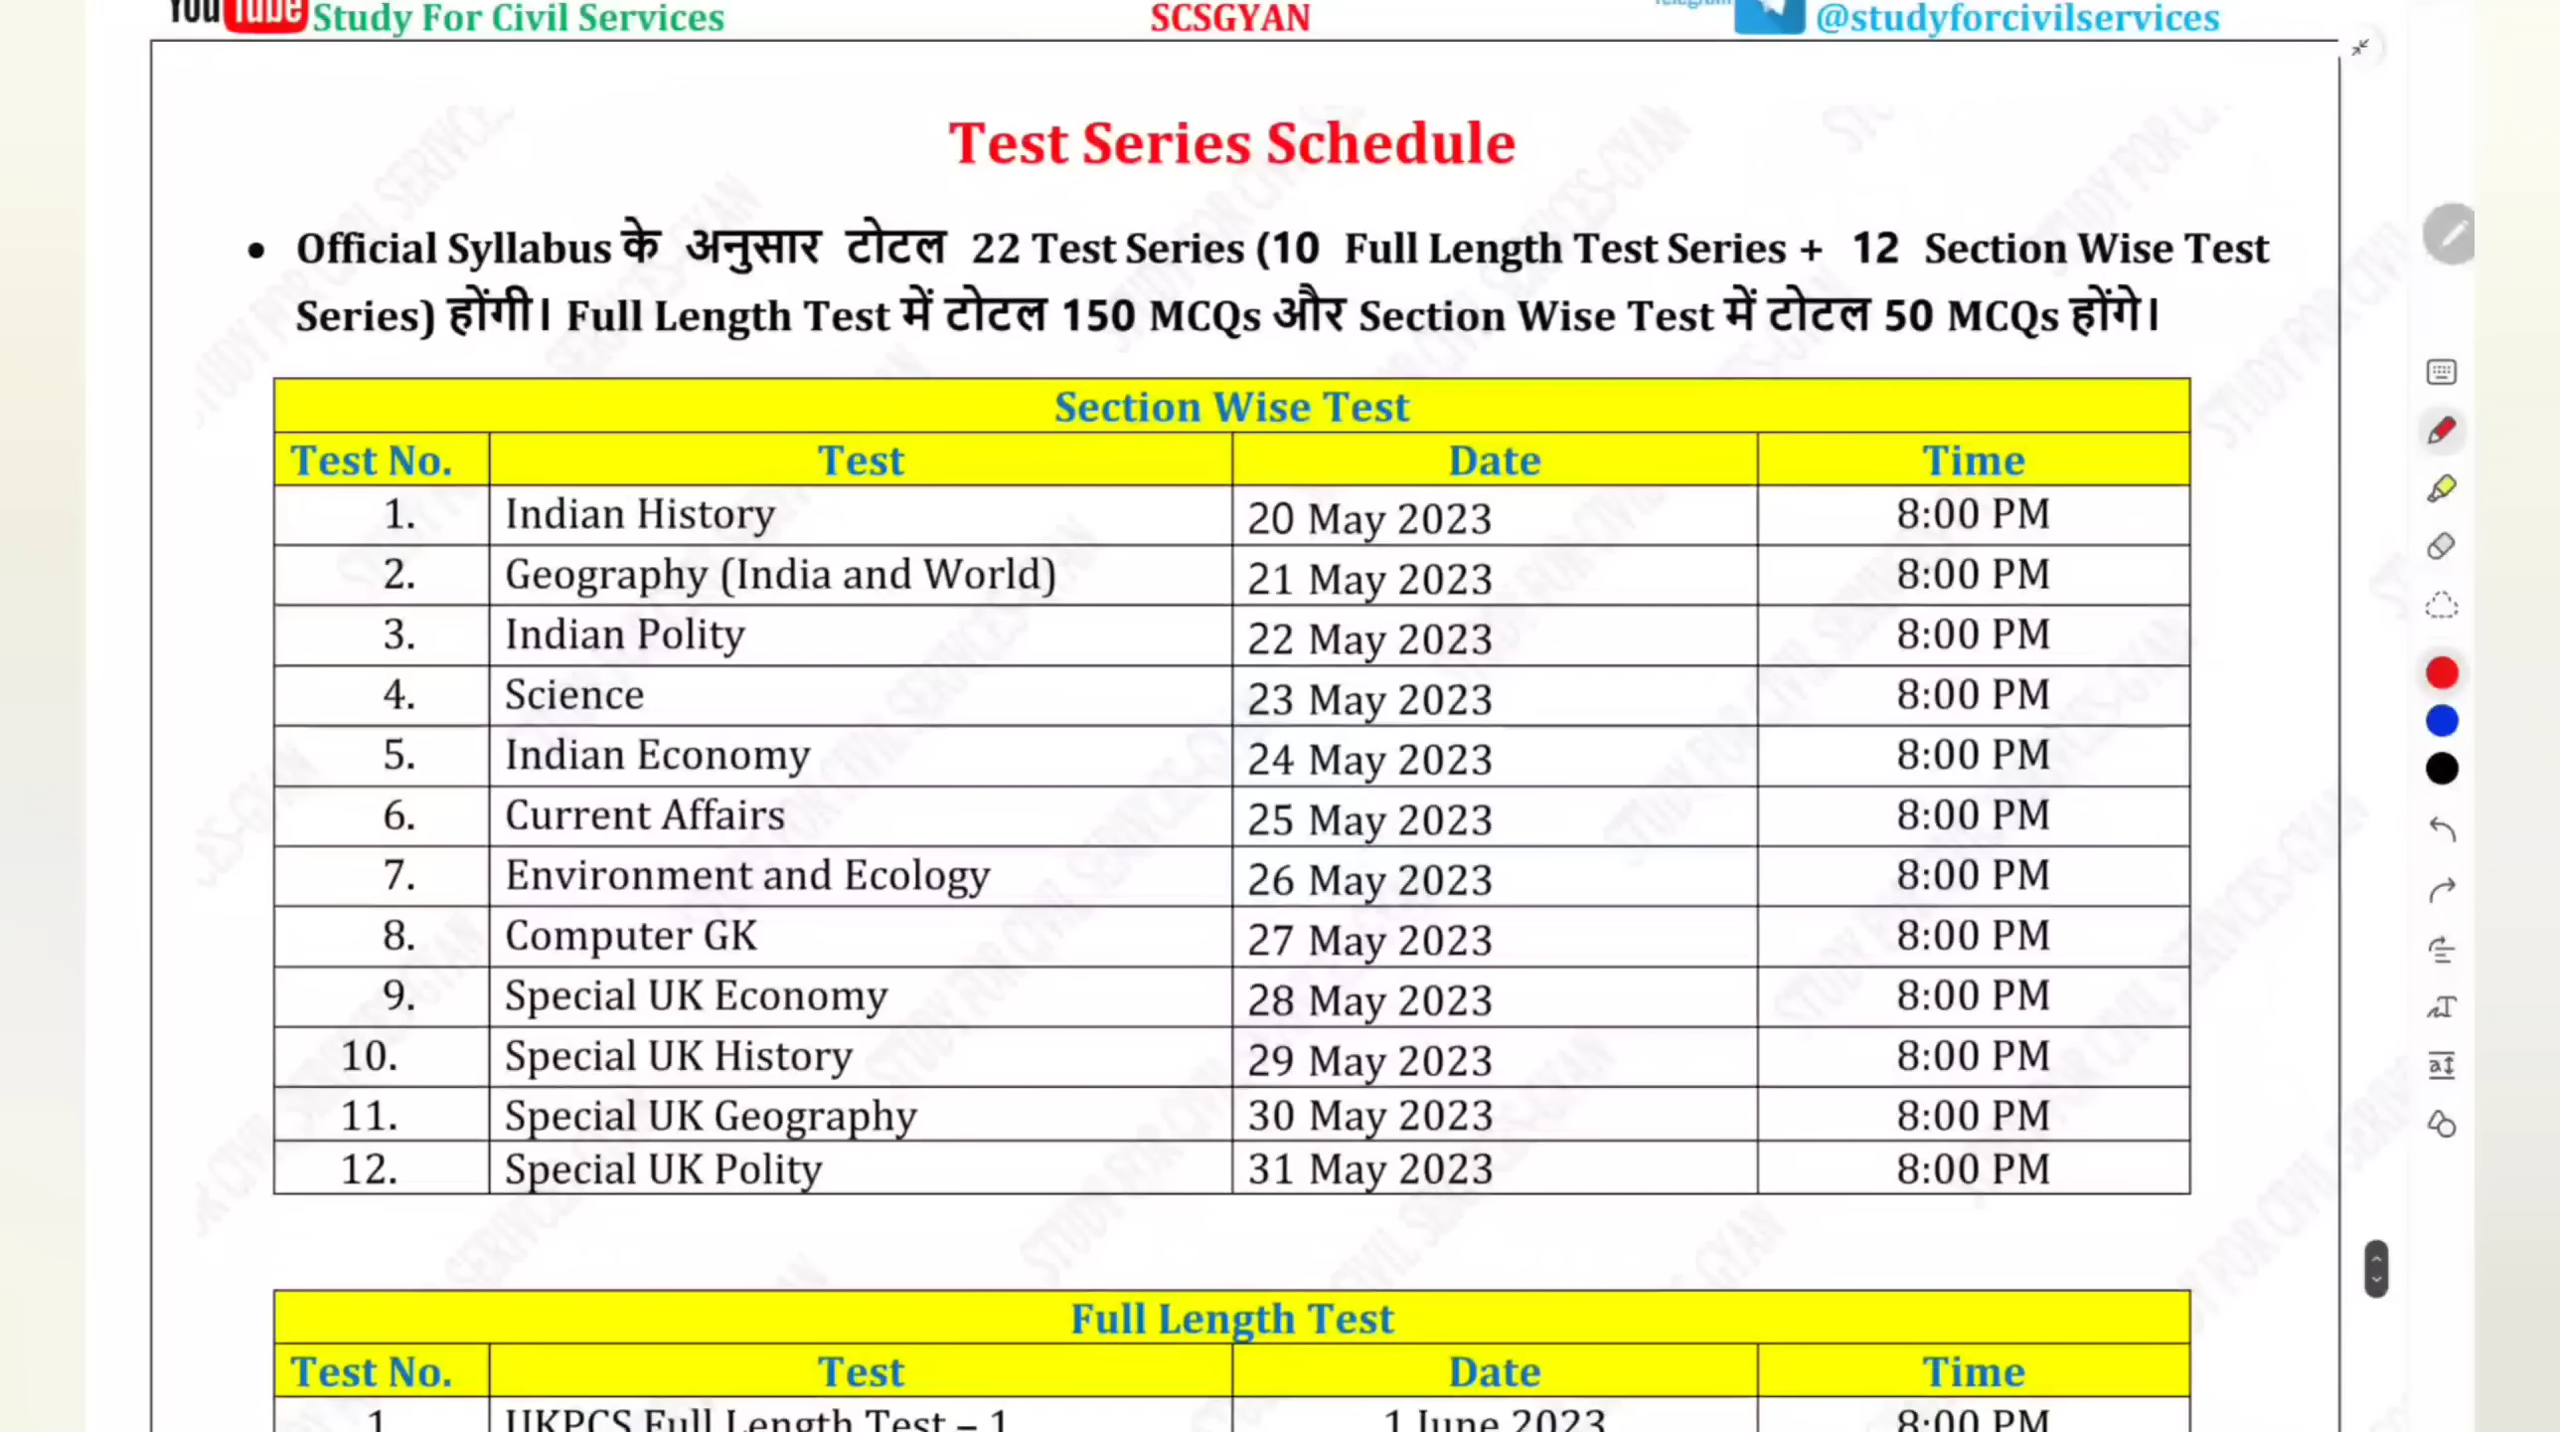 YouTube Study For Civil Services SCSGYAN Telegram @studyforcivilservices
Test Series Schedule
• Official Syllabus के अनुसार टोटल 22 Test Series (10 Full Length Test Series + 12 Section Wise Test
Series) होंगी। Full Length Test में टोटल 150 MCQs और Section Wise Test में टोटल 50 MCQs होंगे।
Section Wise Test
Test No. Test Date Time
1. Indian History 20 May 2023 8:00 PM
2. Geography (India and World) 21 May 2023 8:00 PM
3. Indian Polity 22 May 2023 8:00 PM
4. Science 23 May 2023 8:00 PM
5. Indian Economy 24 May 2023 8:00 PM
6. Current Affairs 25 May 2023 8:00 PM
7. Environment and Ecology 26 May 2023 8:00 PM
8. Computer GK 27 May 2023 8:00 PM
9. Special UK Economy 28 May 2023 8:00 PM
10. Special UK History 29 May 2023 8:00 PM
11. Special UK Geography 30 May 2023 8:00 PM
12. Special UK Polity 31 May 2023 8:00 PM
Full Length Test
Test No. Test Date Time
1 UKPCS Full Length Test – 1 1 June 2023 8:00 PM